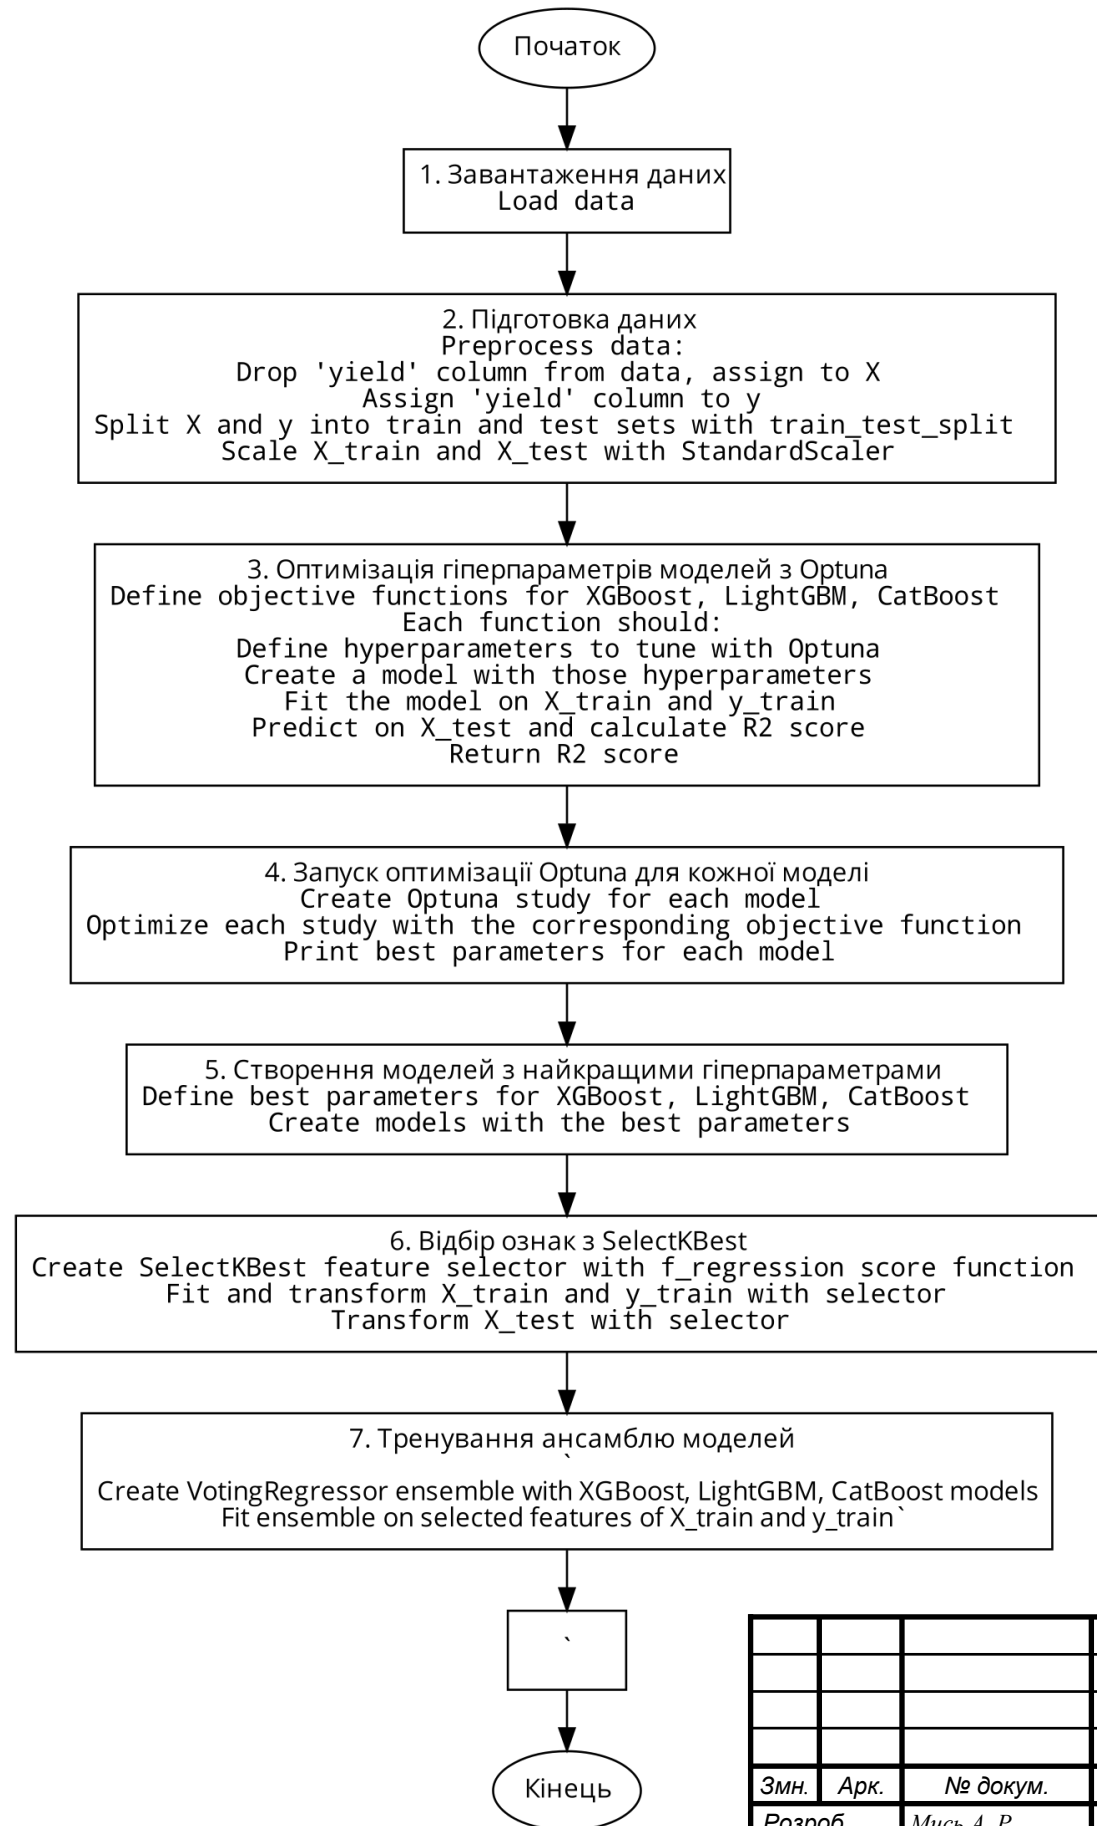 Початок
1. Завантаження даних
Load data
2. Підготовка даних
Preprocess data:
Drop 'yield' column from data, assign to X
Assign 'yield' column to y
Split X and y into train and test sets with train_test_split
Scale X_train and X_test with StandardScaler
3. Оптимізація гіперпараметрів моделей з Optuna
Define objective functions for XGBoost, LightGBM, CatBoost
Each function should:
Define hyperparameters to tune with Optuna
Create a model with those hyperparameters
Fit the model on X_train and y_train
Predict on X_test and calculate R2 score
Return R2 score
4. Запуск оптимізації Optuna для кожної моделі
Create Optuna study for each model
Optimize each study with the corresponding objective function
Print best parameters for each model
5. Створення моделей з найкращими гіперпараметрами
Define best parameters for XGBoost, LightGBM, CatBoost
Create models with the best parameters
6. Відбір ознак з SelectKBest
Create SelectKBest feature selector with f_regression score function
Fit and transform X_train and y_train with selector
Transform X_test with selector
7. Тренування ансамблю моделей
`
Create VotingRegressor ensemble with XGBoost, LightGBM, CatBoost models
Fit ensemble on selected features of X_train and y_train`
`
Кінець
Змн. Арк. № докум.
Розроб. Мись А. Р.